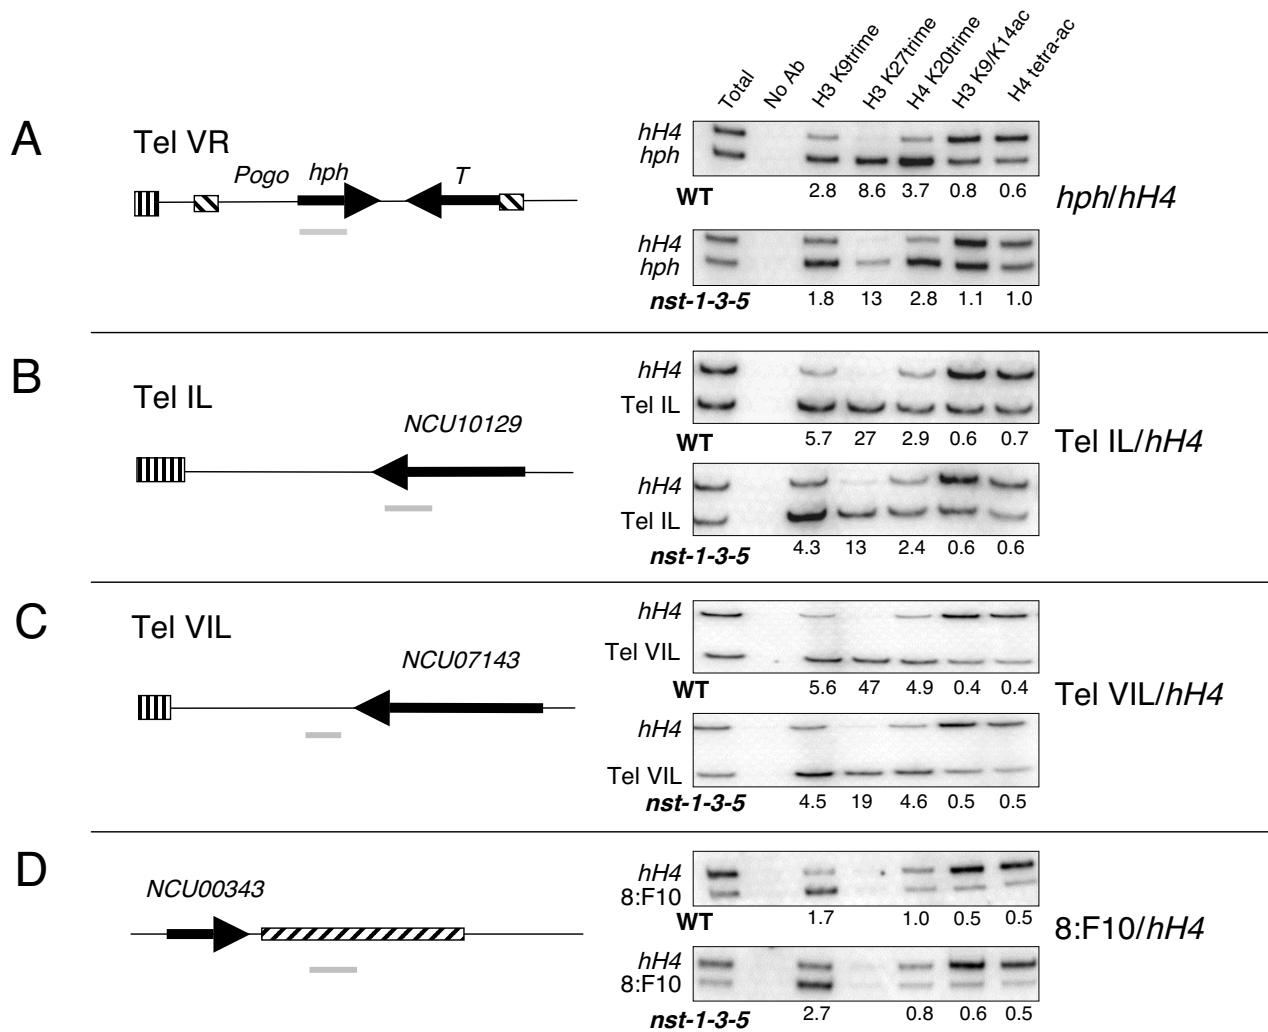 Total No Ab H3 K9trime H3 K27trime H4 K20trime H3 K9/K14ac H4 tetra-ac
A
Tel VR
Pogo hph T
hH4
hph
WT 2.8 8.6 3.7 0.8 0.6
hph/hH4
hH4
hph
nst-1-3-5 1.8 13 2.8 1.1 1.0
B
Tel IL
NCU10129
hH4
Tel IL
WT 5.7 27 2.9 0.6 0.7
Tel IL/hH4
hH4
Tel IL
nst-1-3-5 4.3 13 2.4 0.6 0.6
C
Tel VIL
NCU07143
hH4
Tel VIL
WT 5.6 47 4.9 0.4 0.4
Tel VIL/hH4
hH4
Tel VIL
nst-1-3-5 4.5 19 4.6 0.5 0.5
D
NCU00343
hH4
8:F10
WT 1.7 1.0 0.5 0.5
8:F10/hH4
hH4
8:F10
nst-1-3-5 2.7 0.8 0.6 0.5